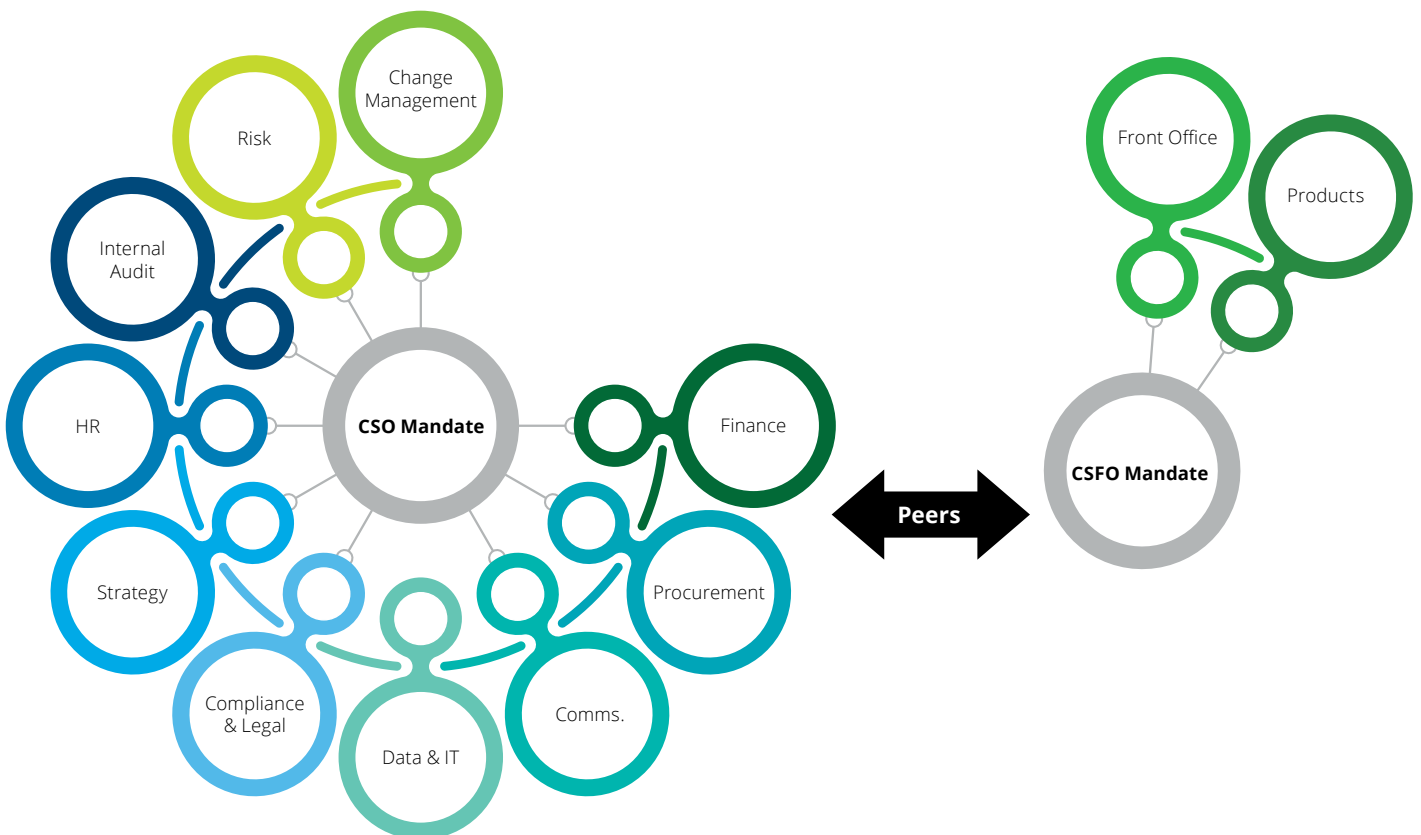 Change
Management
Risk
Internal
Audit
HR
Strategy
Compliance
& Legal
Data & IT
Comms.
Procurement
Finance
CSO Mandate
Peers
Front Office
Products
CSFO Mandate